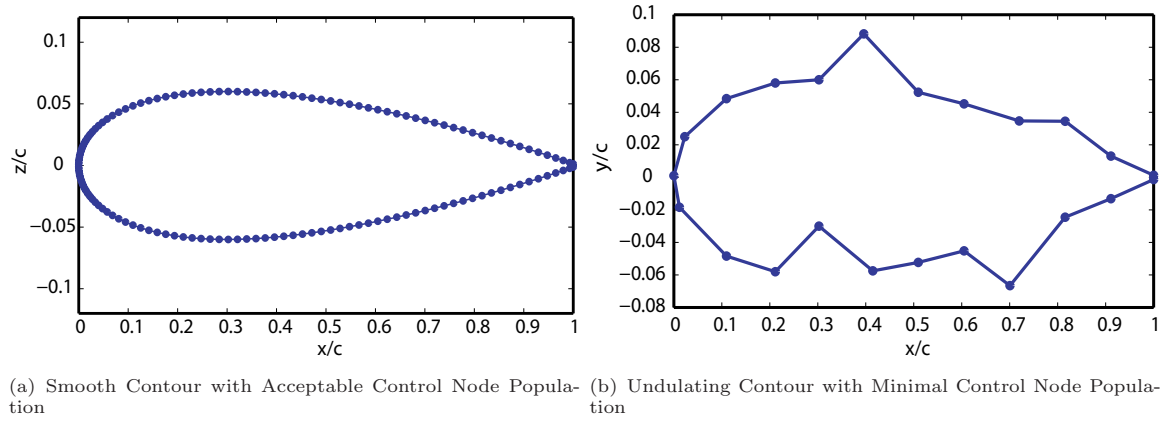 0.1
0.05
0
−0.05
−0.1
z/c
0 0.1 0.2 0.3 0.4 0.5 0.6 0.7 0.8 0.9 1
x/c
(a) Smooth Contour with Acceptable Control Node Popula-
tion
0.1
0.08
0.06
0.04
0.02
0
−0.02
−0.04
−0.06
−0.08
y/c
0 0.1 0.2 0.3 0.4 0.5 0.6 0.7 0.8 0.9 1
x/c
(b) Undulating Contour with Minimal Control Node Popula-
tion